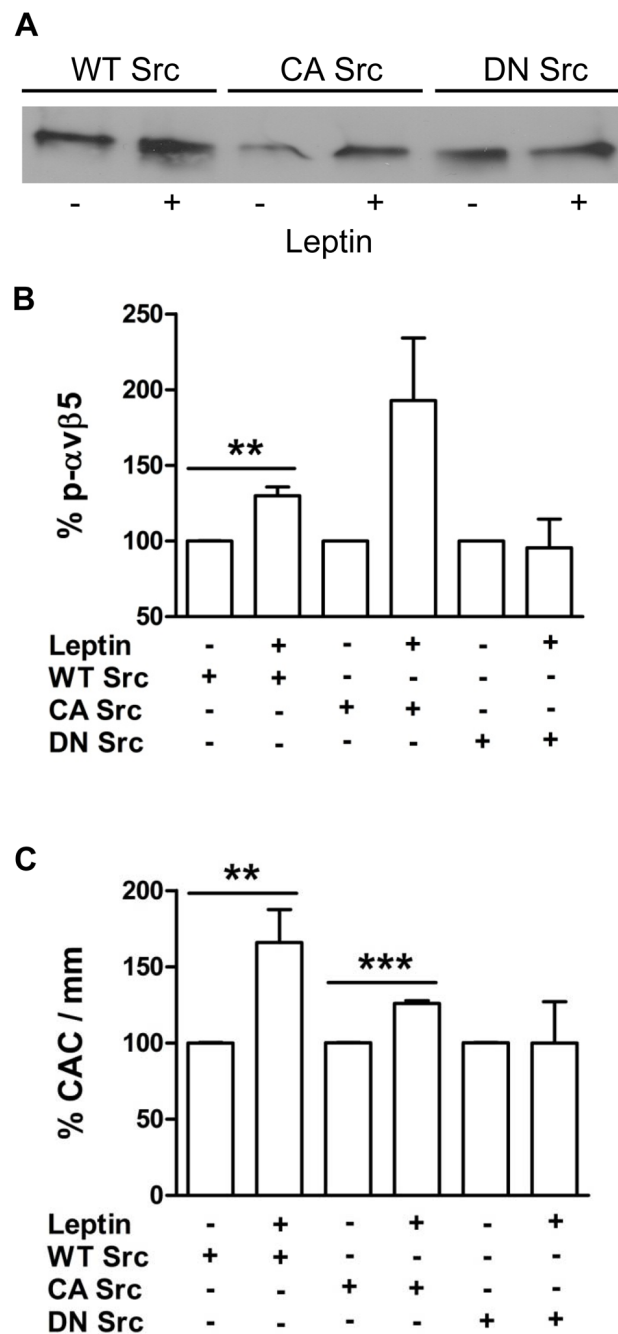 A
WT Src CA Src DN Src
- + - + - +
Leptin
B
% p-αvβ5
250
200
150
100
50
**
Leptin - + - + - +
WT Src + + - - - -
CA Src - - + + - -
DN Src - - - - + +
C
% CAC / mm
200
150
100
50
0
**
***
Leptin - + - + - +
WT Src + + - - - -
CA Src - - + + - -
DN Src - - - - + +